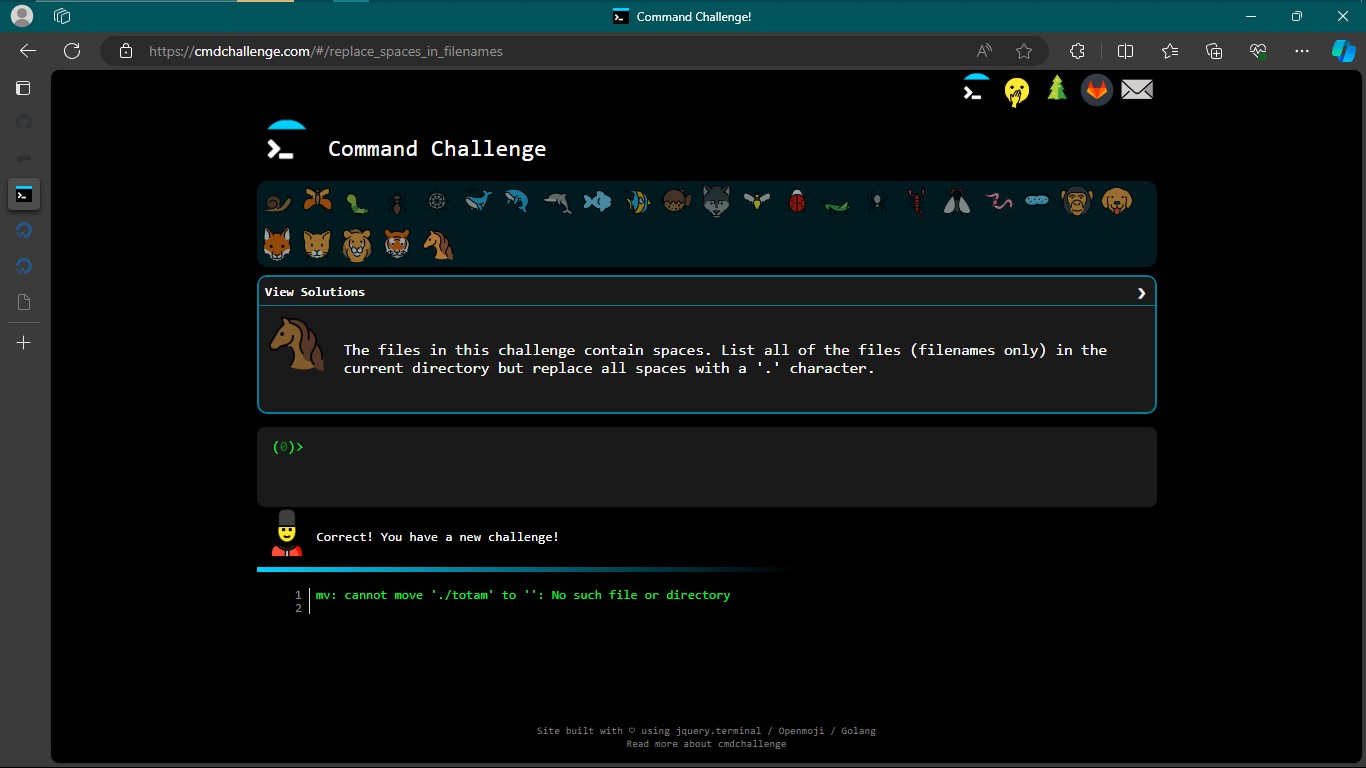 Command Challenge!
https://cmdchallenge.com/#/replace_spaces_in_filenames
Command Challenge
View Solutions
The files in this challenge contain spaces. List all of the files (filenames only) in the
current directory but replace all spaces with a '.' character.
(0)>
Correct! You have a new challenge!
1 mv: cannot move './totam' to '': No such file or directory
2
Site built with ♡ using jquery.terminal / Openmoji / Golang
Read more about cmdchallenge